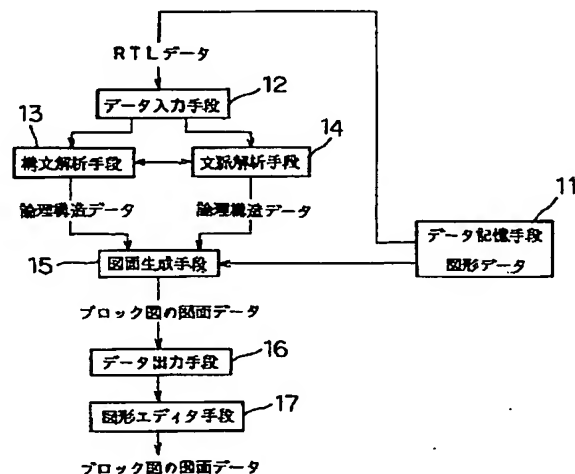 RTLデータ
12
データ入力手段
13
14
構文解析手段
文脈解析手段
論理構造データ
論理構造データ
11
データ記憶手段
図形データ
15
図面生成手段
ブロック図の図面データ
16
データ出力手段
17
図形エディタ手段
ブロック図の図面データ